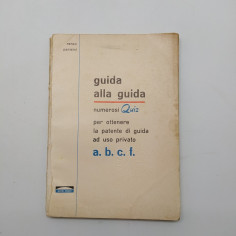 guida
alla guida
numerosi Quiz
per ottenere
la patente di guida
ad uso privato
a. b. c. f.